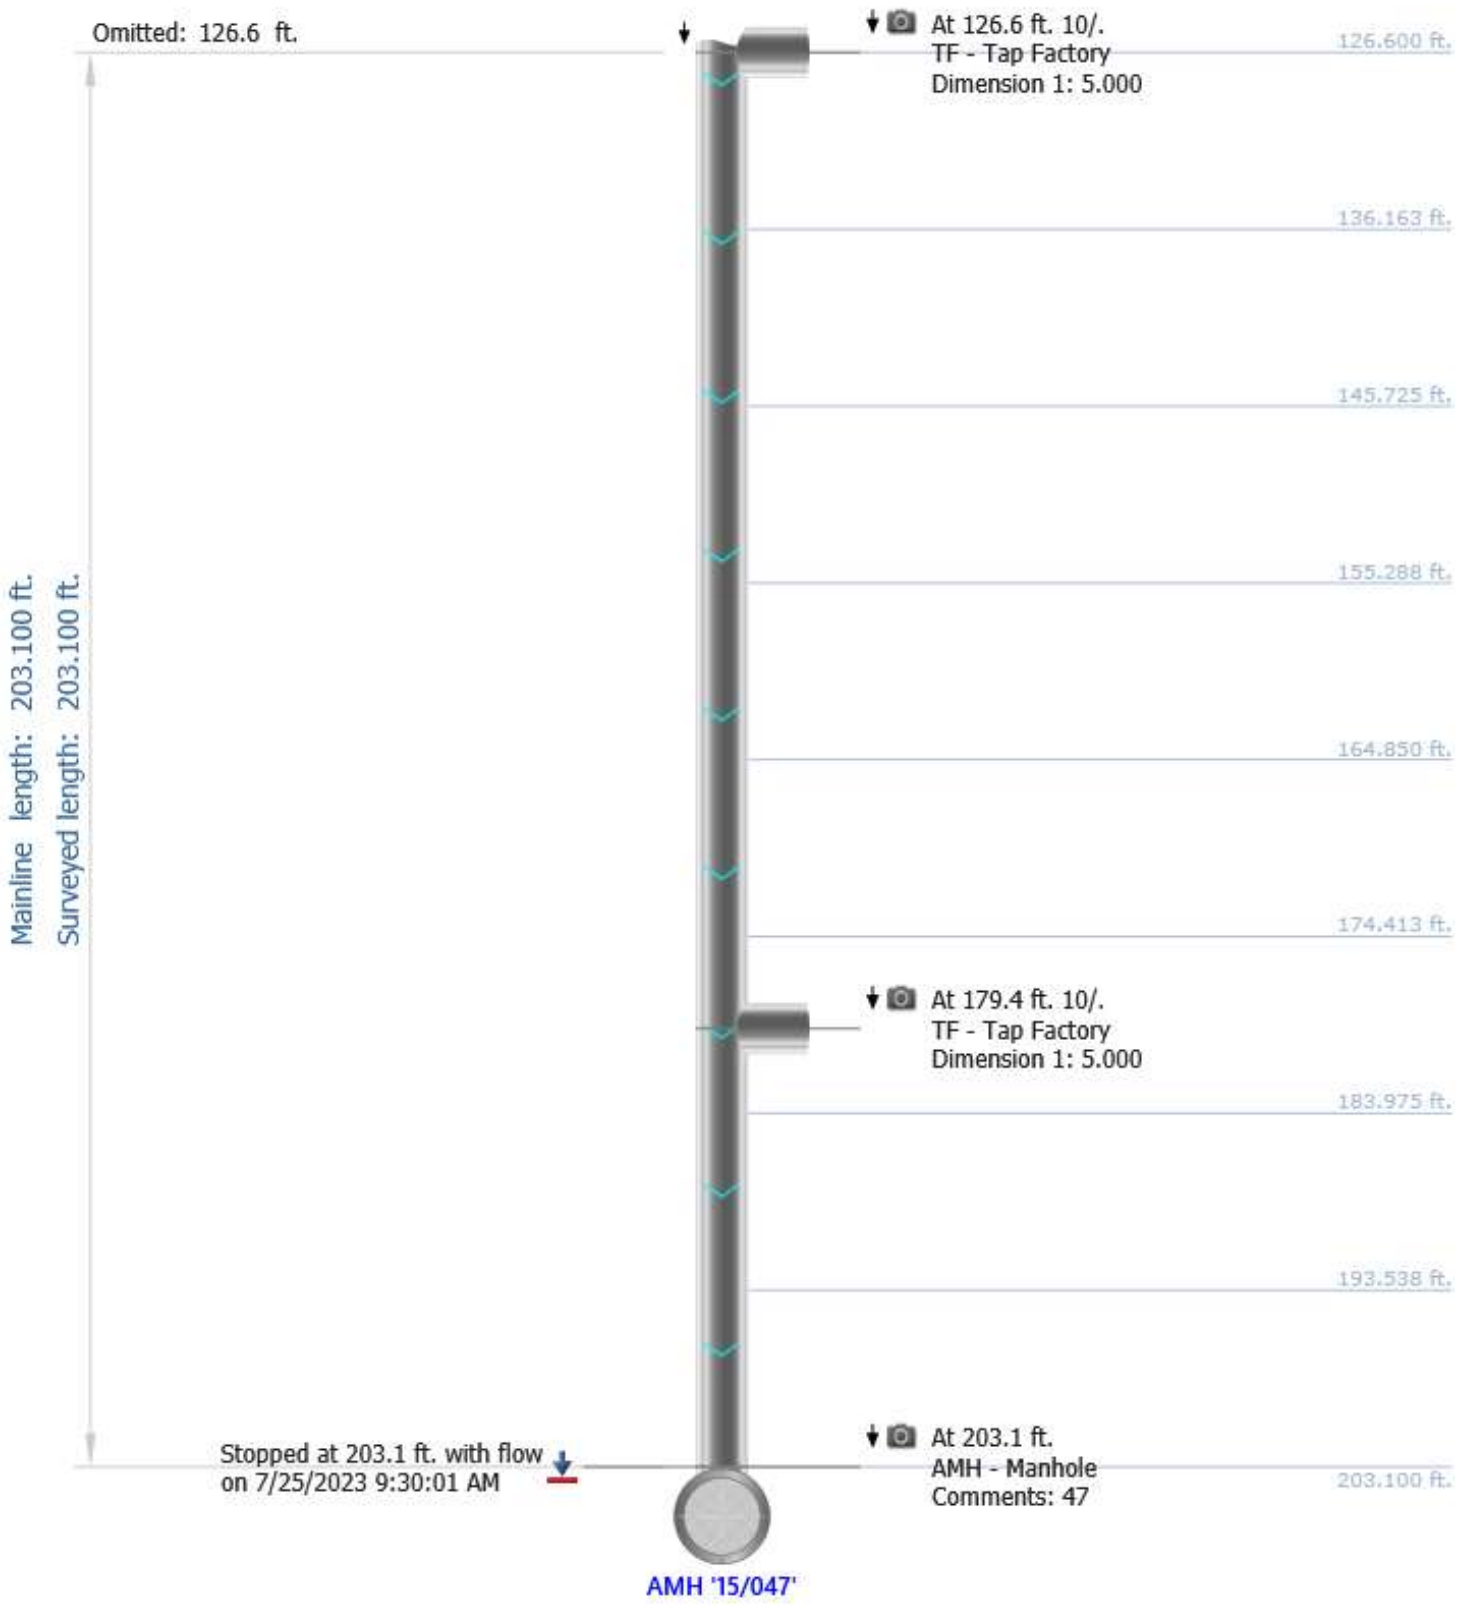 Omitted: 126.6 ft.
At 126.6 ft. 10/.
TF - Tap Factory
Dimension 1: 5.000
126.600 ft.
136.163 ft.
145.725 ft.
155.288 ft.
Mainline length: 203.100 ft.
Surveyed length: 203.100 ft.
164.850 ft.
174.413 ft.
At 179.4 ft. 10/.
TF - Tap Factory
Dimension 1: 5.000
183.975 ft.
193.538 ft.
Stopped at 203.1 ft. with flow
on 7/25/2023 9:30:01 AM
At 203.1 ft.
AMH - Manhole
Comments: 47
203.100 ft.
AMH '15/047'